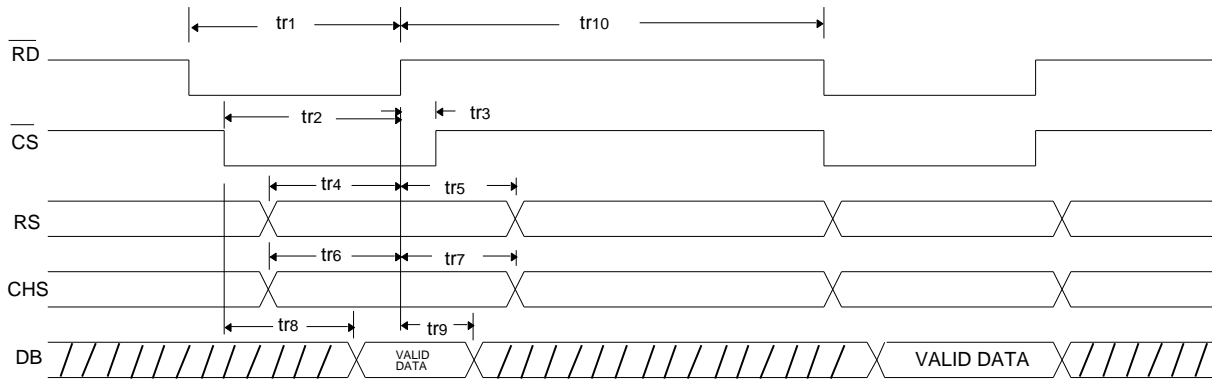 tr1
tr10
RD
tr2
tr3
CS
tr4
tr5
RS
tr6
tr7
CHS
tr8
tr9
DB
VALID
DATA
VALID DATA